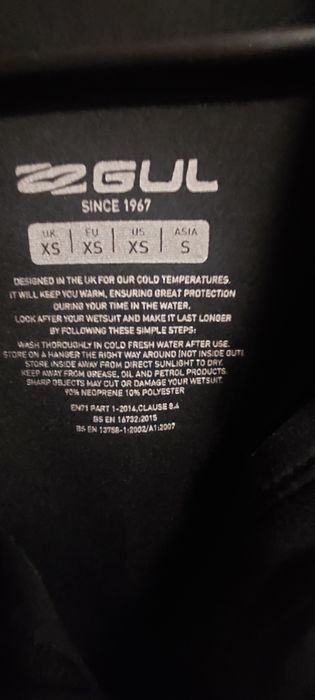 GUL
SINCE 1967
UK EU US ASIA
XS XS XS S
DESIGNED IN THE UK FOR OUR COLD TEMPERATURES.
IT WILL KEEP YOU WARM, ENSURING GREAT PROTECTION
DURING YOUR TIME IN THE WATER.
LOOK AFTER YOUR WETSUIT AND MAKE IT LAST LONGER
BY FOLLOWING THESE SIMPLE STEPS:
WASH THOROUGHLY IN COLD FRESH WATER AFTER USE.
STORE ON A HANGER THE RIGHT WAY AROUND (NOT INSIDE OUT)
STORE INSIDE AWAY FROM DIRECT SUNLIGHT TO DRY.
KEEP AWAY FROM GREASE, OIL AND PETROL PRODUCTS.
SHARP OBJECTS MAY CUT OR DAMAGE YOUR WETSUIT.
90% NEOPRENE 10% POLYESTER
EN71 PART 1-2014,CLAUSE 8.4
BS EN 16732:2015
BS EN 13758-1:2002/A1:2007